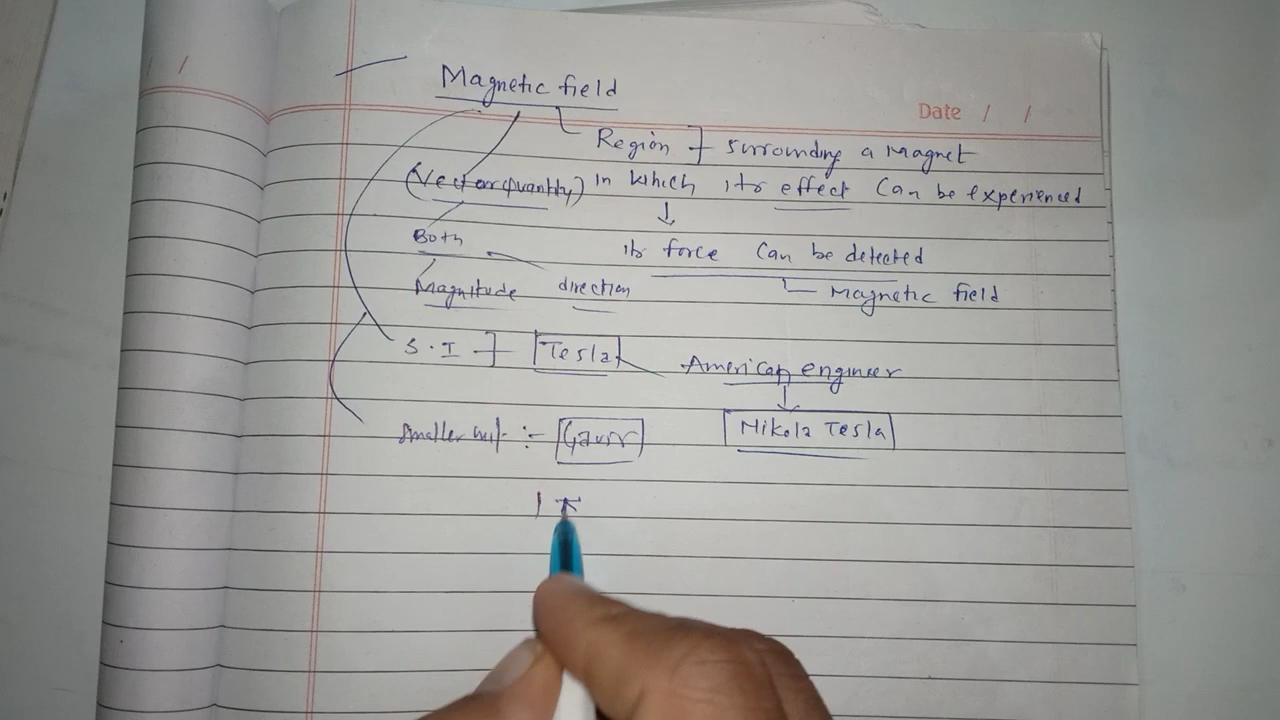 Magnetic field
Date / /
Region surrounding a Magnet
(Vector quantity) in which its effect can be experienced
Both its force can be detected
Magnitude direction Magnetic field
S.I Tesla American engineer
smaller unit :- Gauss Nikola Tesla
1 T